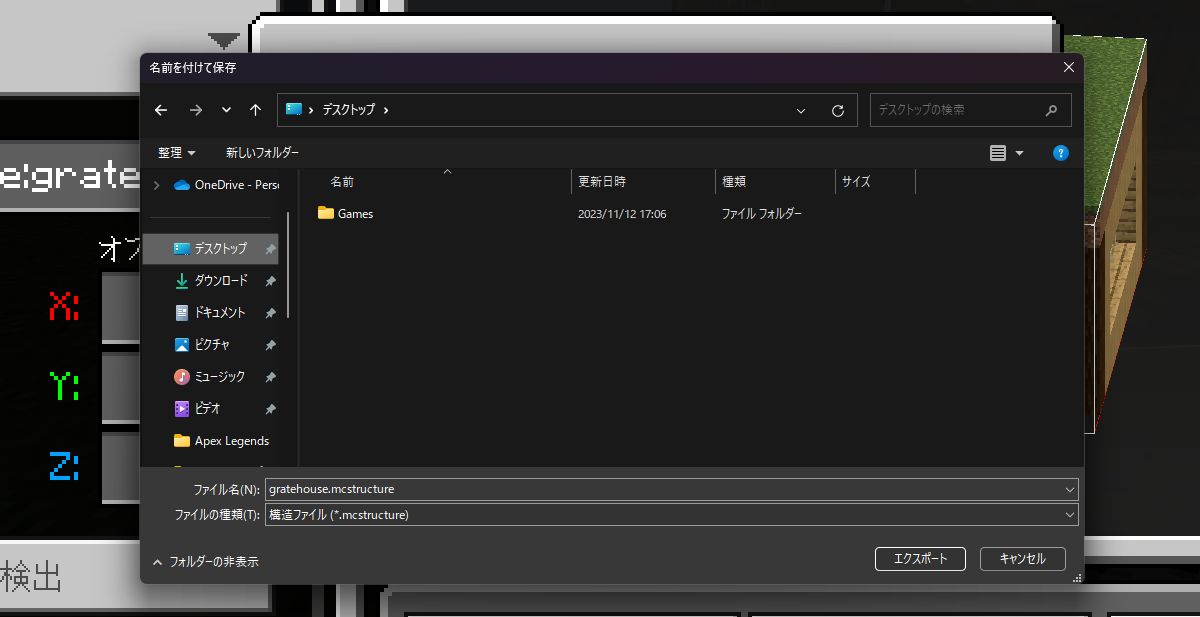 名前を付けて保存
デスクトップ
デスクトップの検索
整理
新しいフォルダー
e:grate
OneDrive - Pers
名前
更新日時
種類
サイズ
Games
2023/11/12 17:06
ファイル フォルダー
デスクトップ
ダウンロード
X:
ドキュメント
ピクチャ
Y:
ミュージック
ビデオ
Apex Legends
Z:
ファイル名(N):
gratehouse.mcstructure
ファイルの種類(T):
構造ファイル (*.mcstructure)
フォルダーの非表示
エクスポート
キャンセル
検出